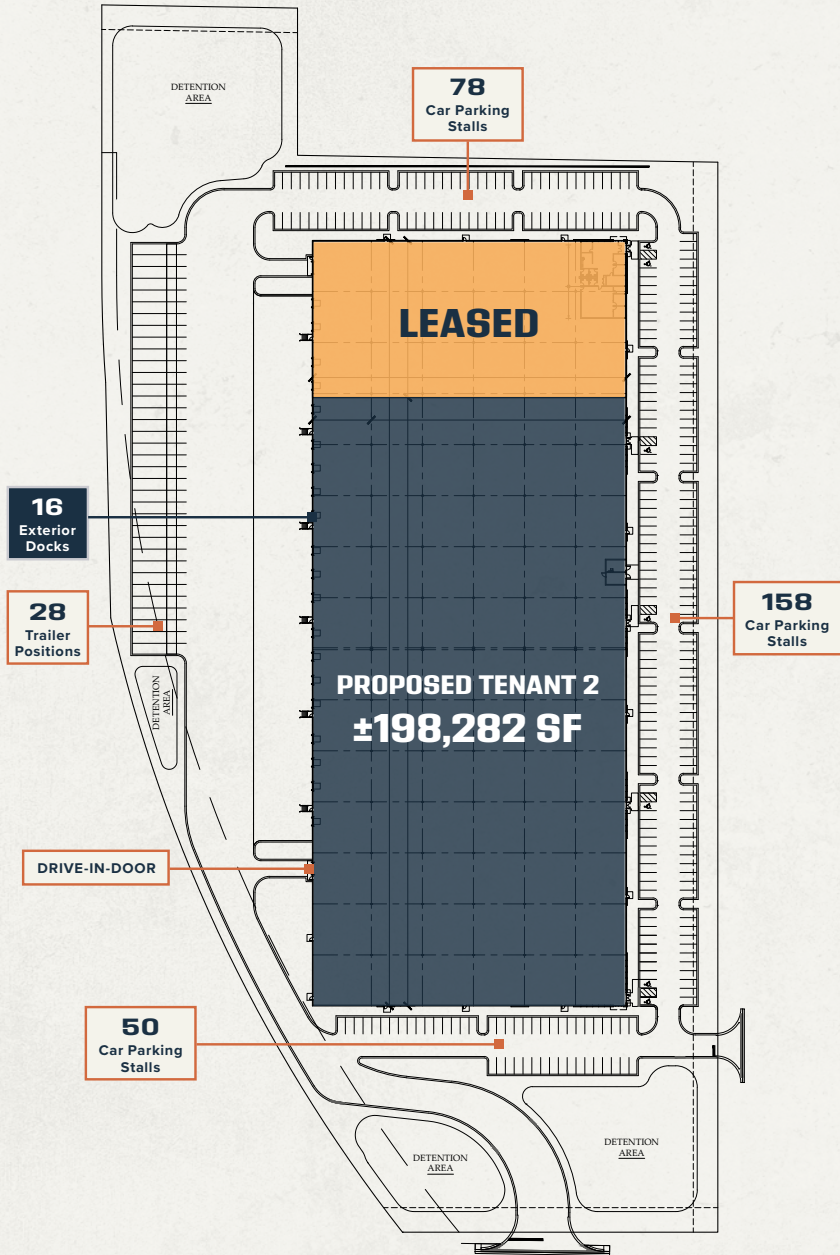 DETENTION
AREA
78
Car Parking
Stalls
LEASED
16
Exterior
Docks
28
Trailer
Positions
158
Car Parking
Stalls
DETENTION
AREA
PROPOSED TENANT 2
±198,282 SF
DRIVE-IN-DOOR
50
Car Parking
Stalls
DETENTION
AREA
DETENTION
AREA